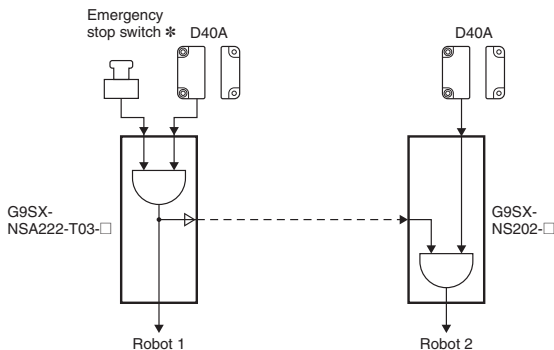 Emergency
stop switch *
D40A
D40A
G9SX-
NSA222-T03-□
G9SX-
NS202-□
Robot 1
Robot 2